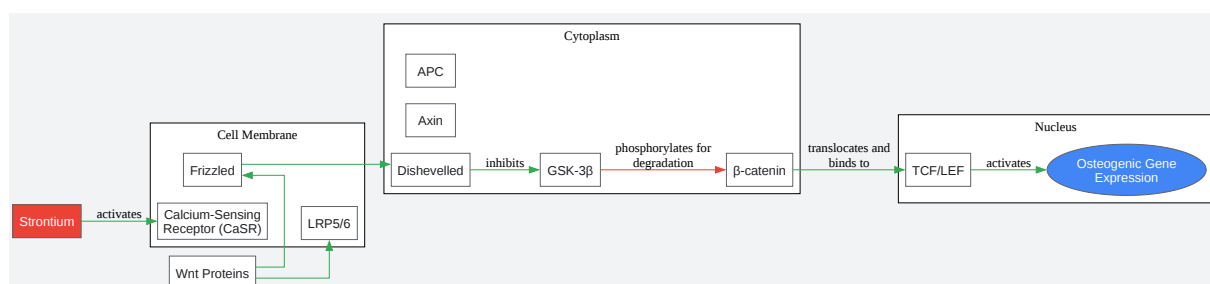 Cytoplasm
APC
Axin
Cell Membrane
Frizzled
Dishevelled
inhibits
GSK-3β
phosphorylates for
degradation
β-catenin
translocates and
binds to
Nucleus
TCF/LEF
activates
Osteogenic Gene
Expression
Strontium
activates
Calcium-Sensing
Receptor (CaSR)
LRP5/6
Wnt Proteins